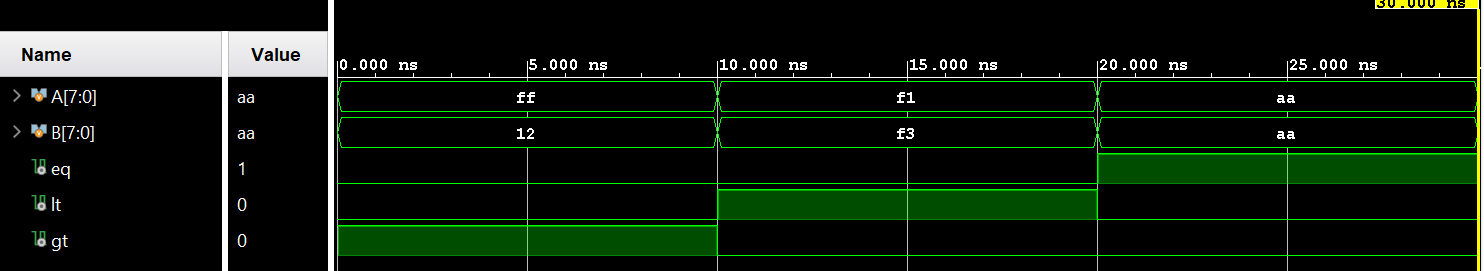 30.000 ns
Name Value
0.000 ns 5.000 ns 10.000 ns 15.000 ns 20.000 ns 25.000 ns
A[7:0] aa ff f1 aa
B[7:0] aa 12 f3 aa
eq 1
lt 0
gt 0